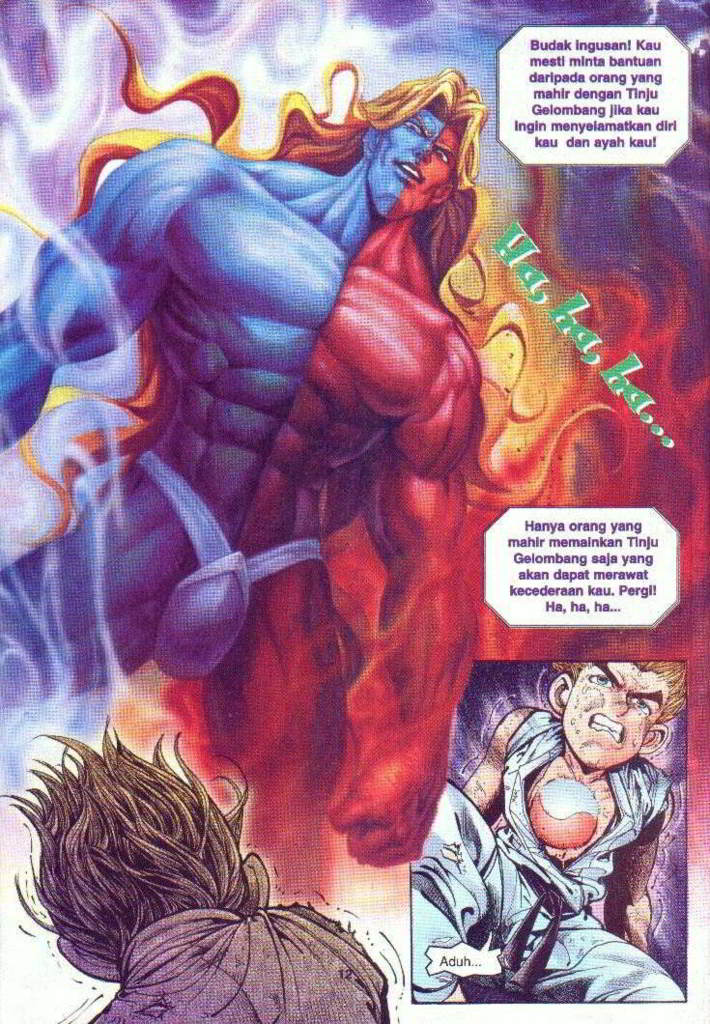 Budak ingusan! Kau
mesti minta bantuan
daripada orang yang
mahir dengan Tinju
Gelombang jika kau
ingin menyelamatkan diri
kau dan ayah kau!
Ha, ha, ha, ha...
Hanya orang yang
mahir memainkan Tinju
Gelombang saja yang
akan dapat merawat
kecederaan kau. Pergi!
Ha, ha, ha...
Aduh...
12